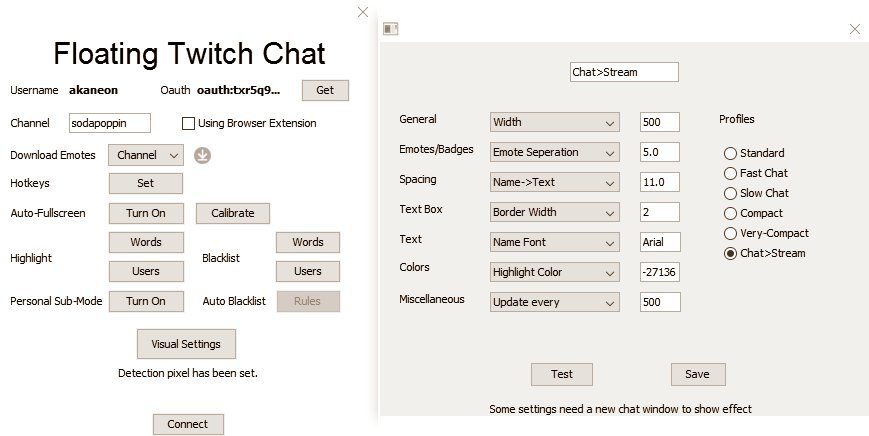 Floating Twitch Chat
Username akaneon Oauth oauth:txr5q9... Get
Channel sodapoppin Using Browser Extension
Download Emotes Channel
Hotkeys Set
Auto-Fullscreen Turn On Calibrate
Highlight Words Blacklist Words
Users Users
Personal Sub-Mode Turn On Auto Blacklist Rules
Visual Settings
Detection pixel has been set.
Connect
Chat>Stream
General Width 500 Profiles
Emotes/Badges Emote Seperation 5.0 Standard
Fast Chat
Spacing Name->Text 11.0 Slow Chat
Text Box Border Width 2 Compact
Very-Compact
Text Name Font Arial Chat>Stream
Colors Highlight Color -27136
Miscellaneous Update every 500
Test Save
Some settings need a new chat window to show effect